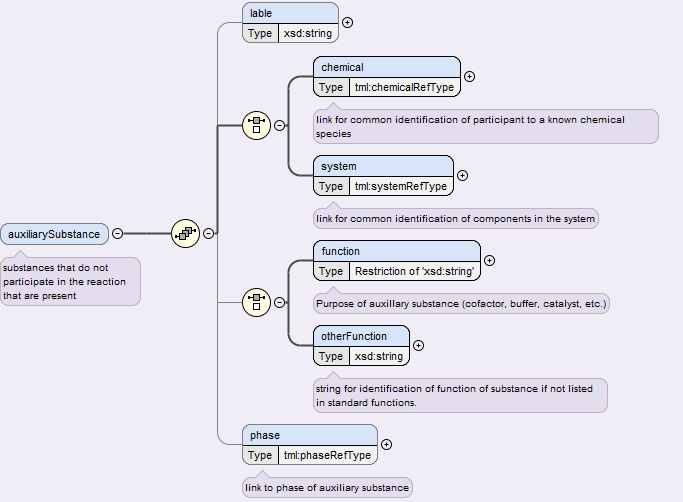 lable
Type xsd:string
chemical
Type tml:chemicalRefType
link for common identification of participant to a known chemical
species
system
Type tml:systemRefType
link for common identification of components in the system
auxiliarySubstance
substances that do not
participate in the reaction
that are present
function
Type Restriction of 'xsd:string'
Purpose of auxillary substance (cofactor, buffer, catalyst, etc.)
otherFunction
Type xsd:string
string for identification of function of substance if not listed
in standard functions.
phase
Type tml:phaseRefType
link to phase of auxiliary substance